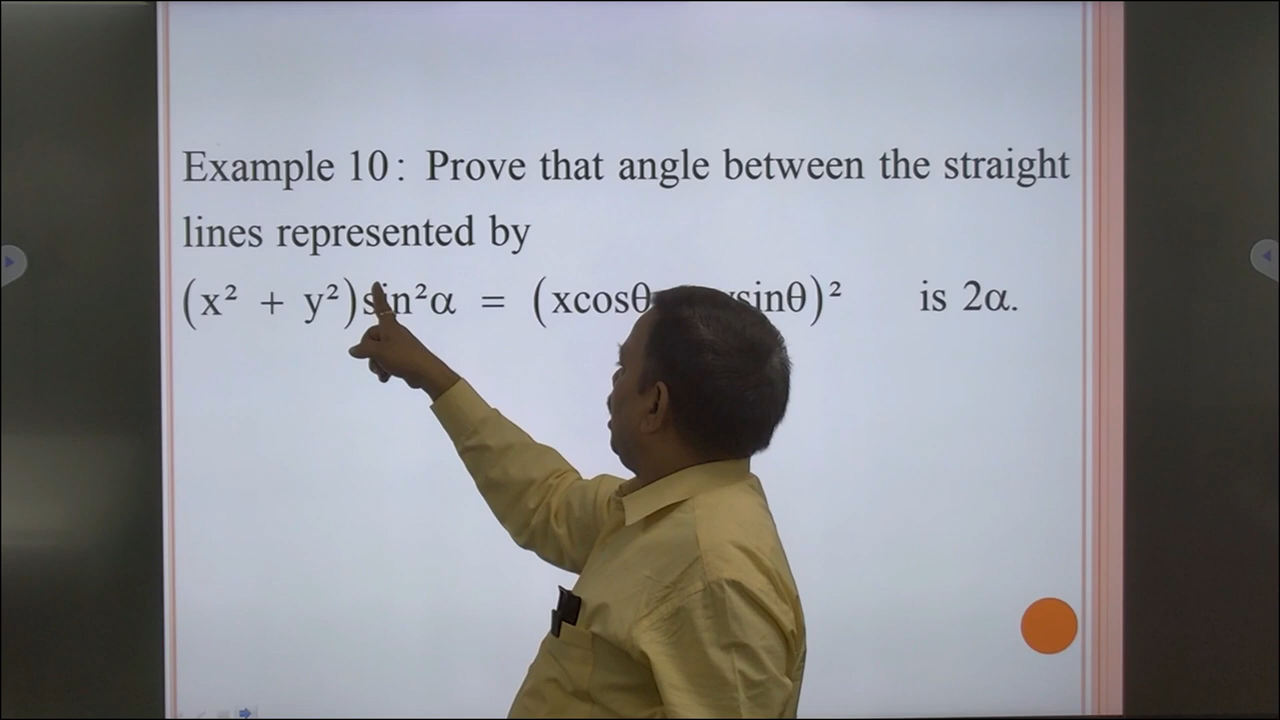 Example 10 : Prove that angle between the straight
lines represented by
(x² + y²)sin²α = (xcosθ sinθ)² is 2α.